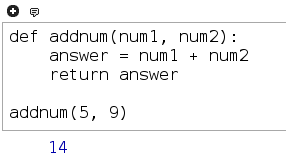 def addnum(num1, num2):
    answer = num1 + num2
    return answer

addnum(5, 9)
14